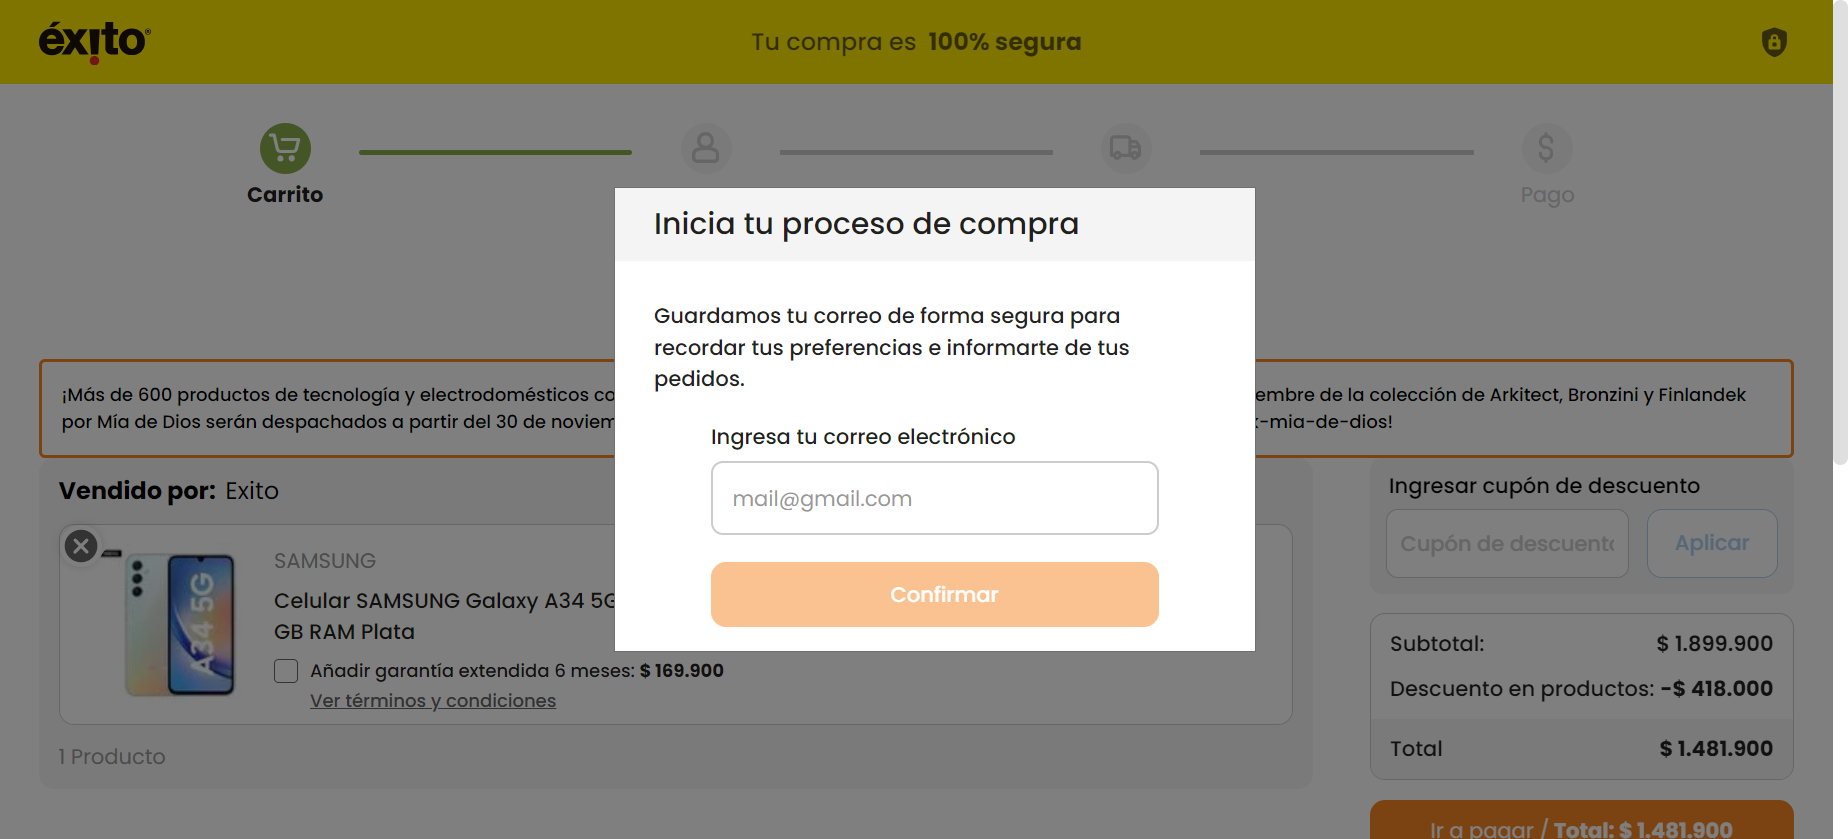 éxito
Tu compra es 100% segura
Carrito
Pago
Inicia tu proceso de compra
Guardamos tu correo de forma segura para
recordar tus preferencias e informarte de tus
pedidos.
Ingresa tu correo electrónico
mail@gmail.com
Confirmar
¡Más de 600 productos de tecnología y electrodomésticos co
embre de la colección de Arkitect, Bronzini y Finlandek
por Mía de Dios serán despachados a partir del 30 de noviem
-mia-de-dios!
Vendido por: Exito
SAMSUNG
Celular SAMSUNG Galaxy A34 5G
GB RAM Plata
A34 5G
Añadir garantía extendida 6 meses: $ 169.900
Ver términos y condiciones
1 Producto
Ingresar cupón de descuento
Cupón de descuento
Aplicar
Subtotal: $ 1.899.900
Descuento en productos: -$ 418.000
Total $ 1.481.900
Ir a pagar / Total: $ 1.481.900